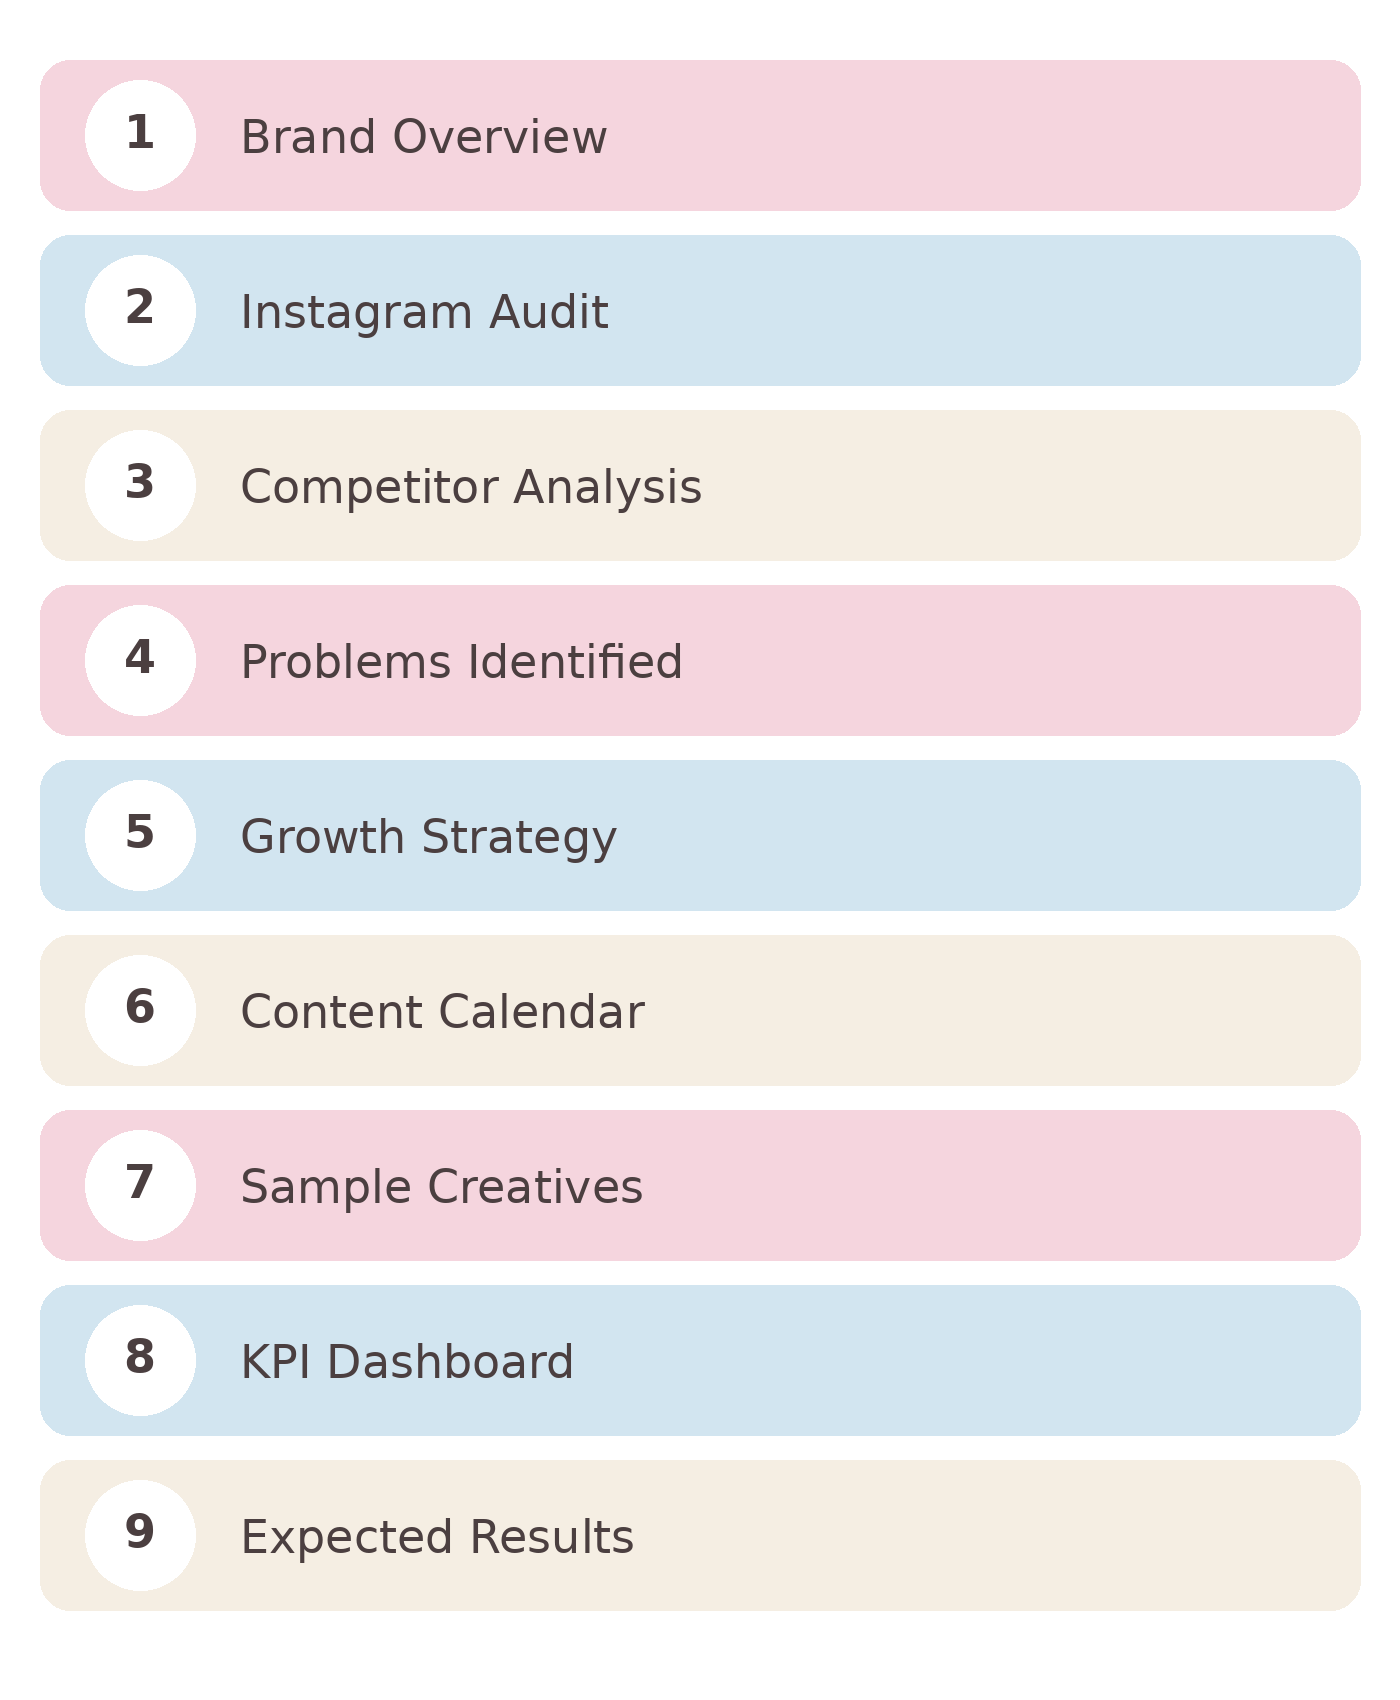 1 Brand Overview
2 Instagram Audit
3 Competitor Analysis
4 Problems Identified
5 Growth Strategy
6 Content Calendar
7 Sample Creatives
8 KPI Dashboard
9 Expected Results